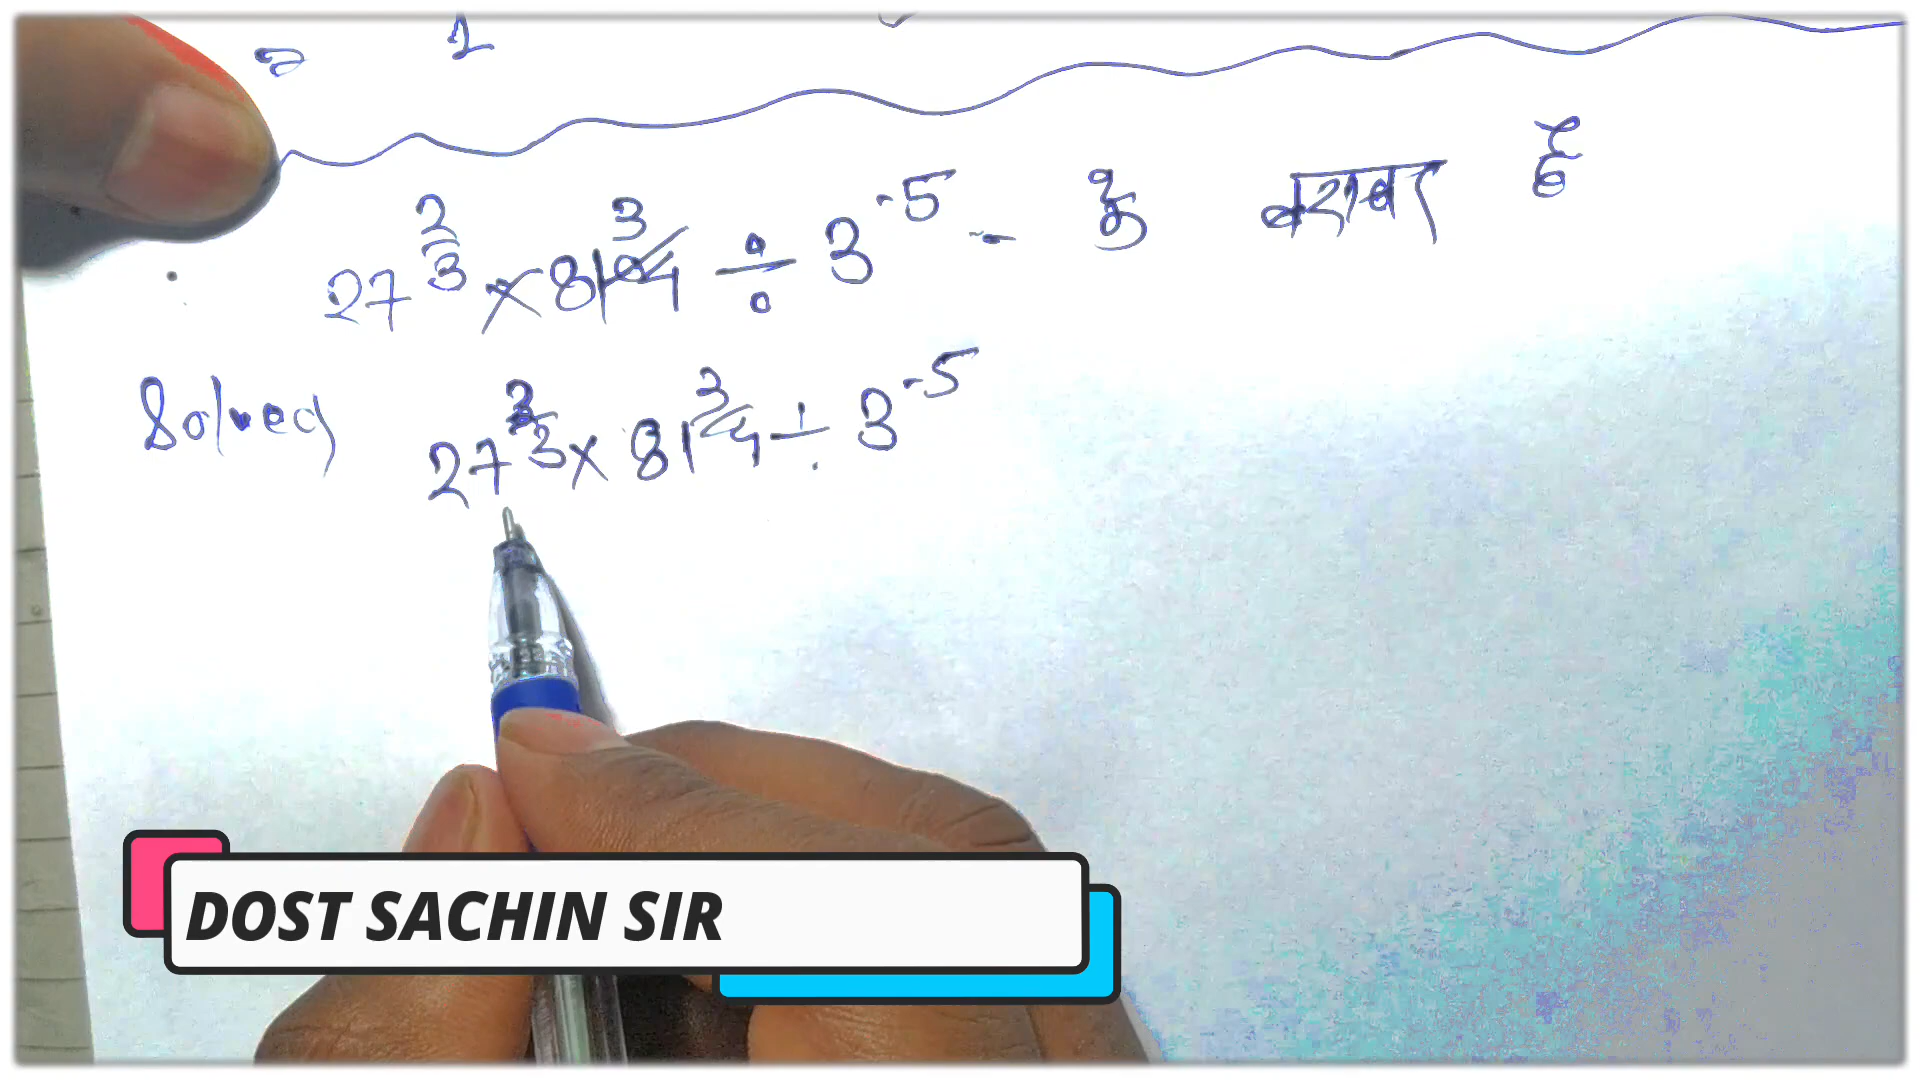 = 1
27^2/3 × 81^3/4 ÷ 3^-5 - के बराबर है
Solved 27^2/3 × 81^3/4 ÷ 3^-5
DOST SACHIN SIR